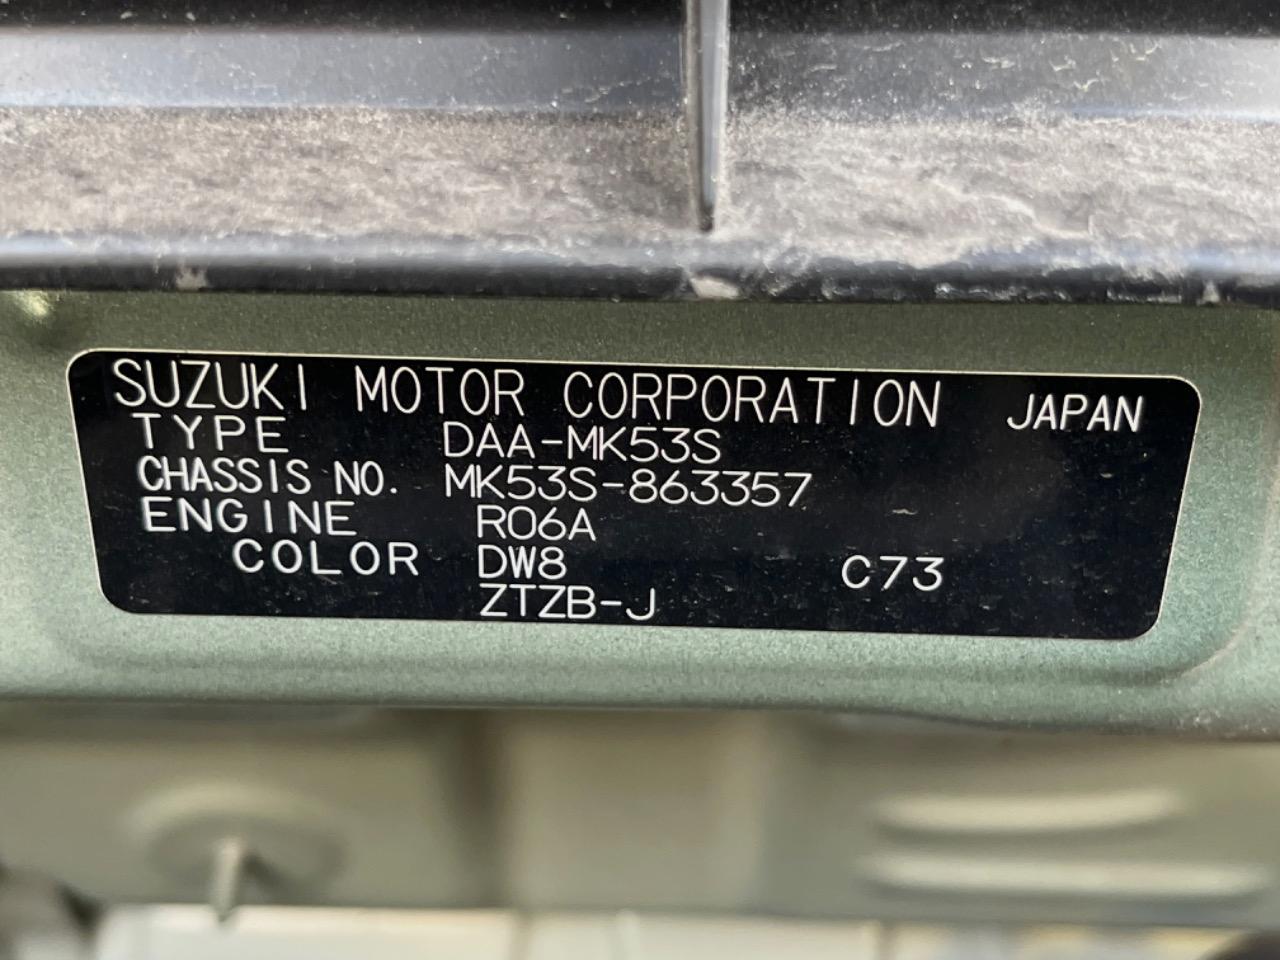 SUZUKI MOTOR CORPORATION JAPAN
TYPE DAA-MK53S
CHASSIS NO. MK53S-863357
ENGINE R06A
COLOR DW8 C73
ZTZB-J